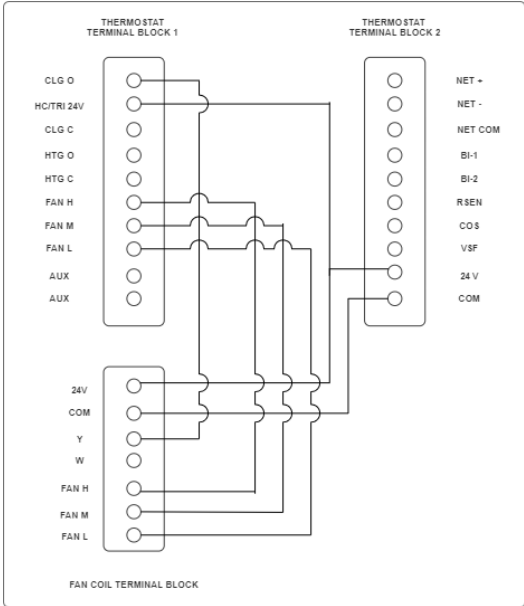 THERMOSTAT
TERMINAL BLOCK 1
THERMOSTAT
TERMINAL BLOCK 2
CLG O
HC/TRI 24V
CLG C
HTG O
HTG C
FAN H
FAN M
FAN L
AUX
AUX
NET +
NET -
NET COM
BI-1
BI-2
RSEN
COS
VSF
24 V
COM
24V
COM
Y
W
FAN H
FAN M
FAN L
FAN COIL TERMINAL BLOCK